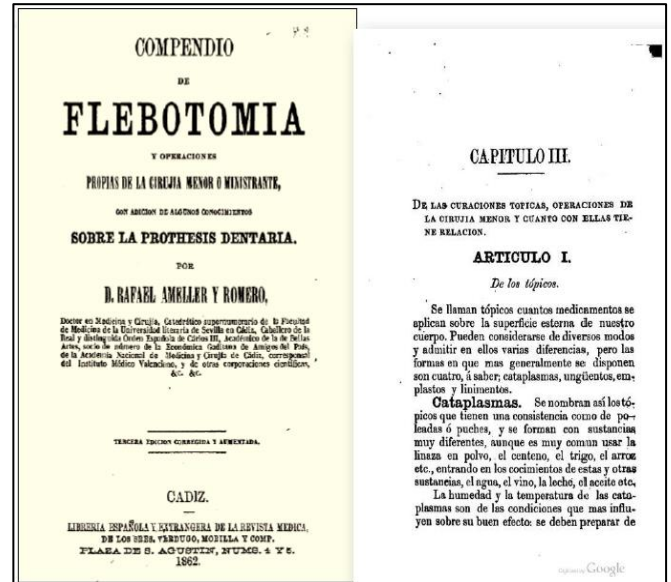 COMPENDIO
DE
FLEBOTOMIA
Y OPERACIONES
PROPIAS DE LA CIRUJIA MENOR O MINISTRANTE,
CON ADICION DE ALGUNOS CONOCIMIENTOS
SOBRE LA PROTHESIS DENTARIA.
POR
D. RAFAEL AMELLER Y ROMERO,
Doctor en Medicina y Cirujía, Catedrático supernumerario de la Facultad
de Medicina de la Universidad literaria de Sevilla en Cádiz, Caballero de la
Real y distinguida Orden Española de Cárlos III, Académico de la de Bellas
Artes, socio de número de la Económica Gaditana de Amigos del País,
de la Academia Nacional de Medicina y Cirujía de Cádiz, corresponsal
del Instituto Médico Valenciano, y de otras corporaciones científicas,
&c. &c.
TERCERA EDICION CORREGIDA Y AUMENTADA.
CADIZ.
LIBRERIA ESPAÑOLA Y EXTRANGERA DE LA REVISTA MEDICA,
DE LOS SRES. VERDUGO, MORILLA Y COMP.
PLAZA DE S. AGUSTIN, NUMS. 4 Y 5.
1862.
CAPITULO III.
DE LAS CURACIONES TOPICAS, OPERACIONES DE
LA CIRUJIA MENOR Y CUANTO CON ELLAS TIE-
NE RELACION.
ARTICULO I.
De los tópicos.
Se llaman tópicos cuantos medicamentos se
aplican sobre la superficie esterna de nuestro
cuerpo. Pueden considerarse de diversos modos
y admitir en ellos varias diferencias, pero las
formas en que mas generalmente se disponen
son cuatro, á saber; cataplasmas, ungüentos, em-
plastos y linimentos.
Cataplasmas. Se nombran así los tó-
picos que tienen una consistencia como de po-
leadas ó puches, y se forman con sustancias
muy diferentes, aunque es muy comun usar la
linaza en polvo, el centeno, el trigo, el arroz
etc., entrando en los cocimientos de estas y otras
sustancias, el agua, el vino, la leche, el aceite etc.
La humedad y la temperatura de las cata-
plasmas son de las condiciones que mas influ-
yen sobre su buen efecto: se deben preparar de
Digitized by Google